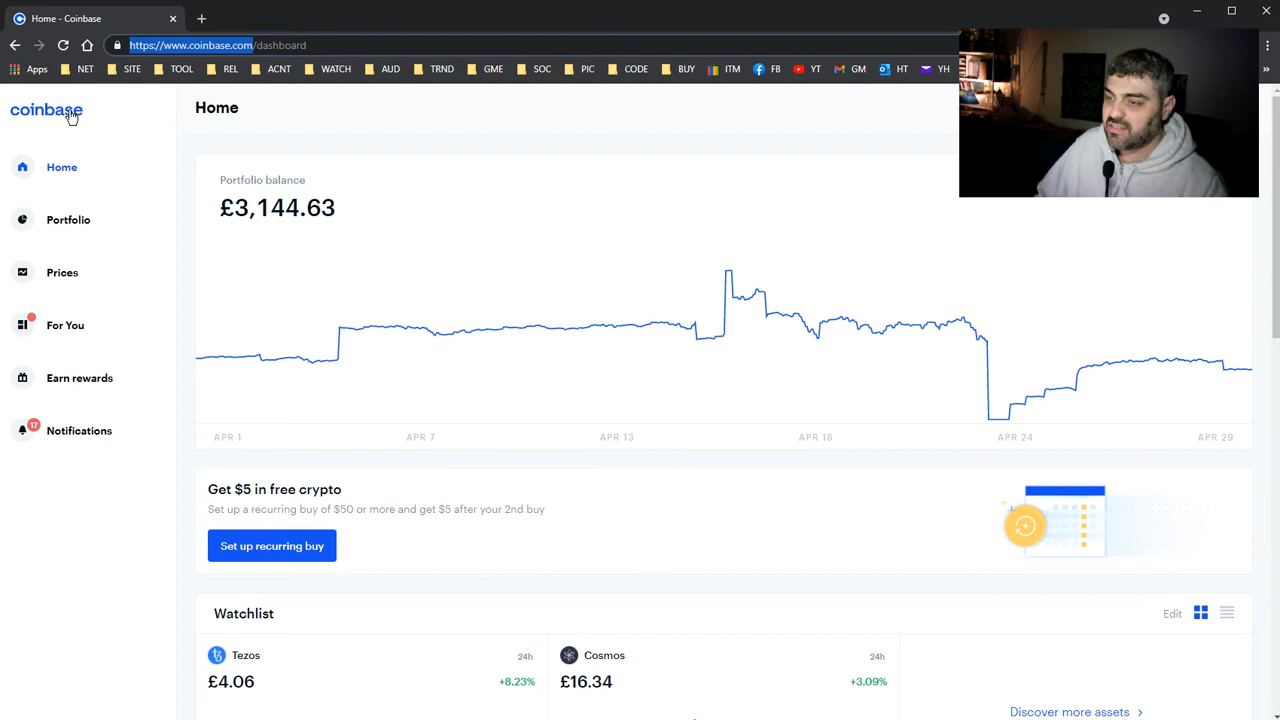 Home - Coinbase
https://www.coinbase.com/dashboard
Apps NET SITE TOOL REL ACNT WATCH AUD TRND GME SOC PIC CODE BUY ITM FB YT GM HT YH
coinbase
Home
Portfolio
Prices
For You
Earn rewards
17
Notifications
Home
Portfolio balance
£3,144.63
APR 1 APR 7 APR 13 APR 18 APR 24 APR 29
Get $5 in free crypto
Set up a recurring buy of $50 or more and get $5 after your 2nd buy
Set up recurring buy
Watchlist
Edit
Tezos 24h
£4.06 +8.23%
Cosmos 24h
£16.34 +3.09%
Discover more assets